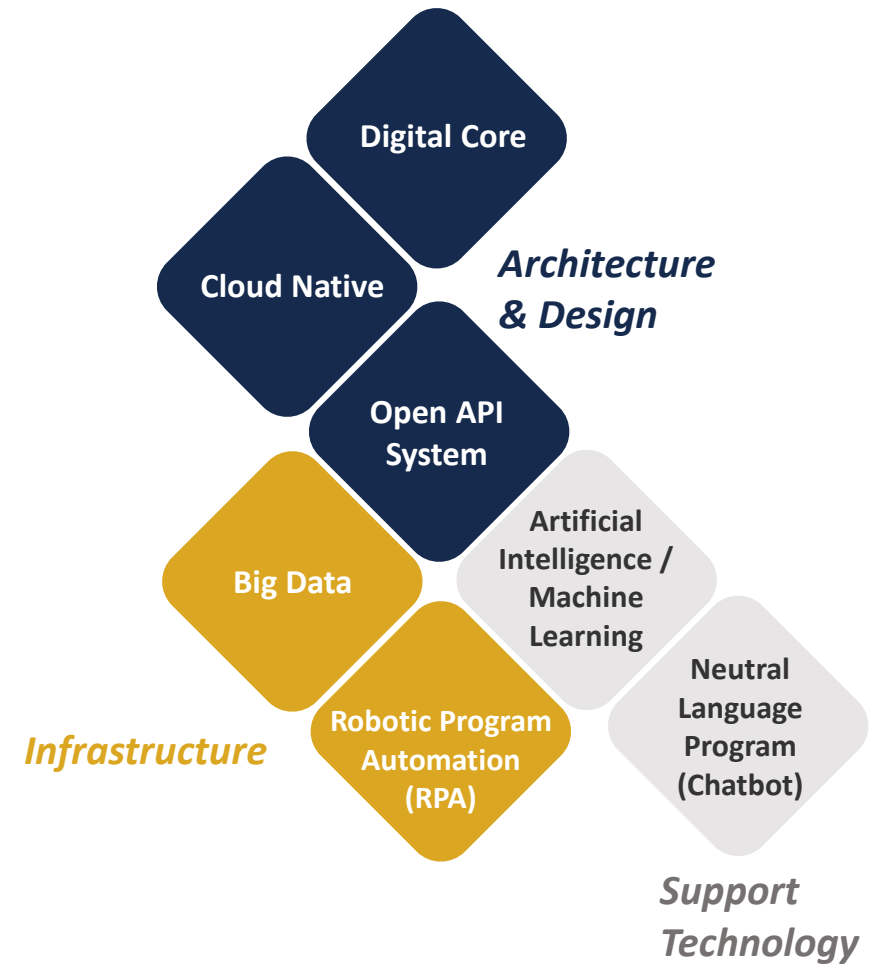 Digital Core
Cloud Native
Architecture
& Design
Open API
System
Big Data
Artificial
Intelligence /
Machine
Learning
Robotic Program
Automation
(RPA)
Neutral
Language
Program
(Chatbot)
Infrastructure
Support
Technology